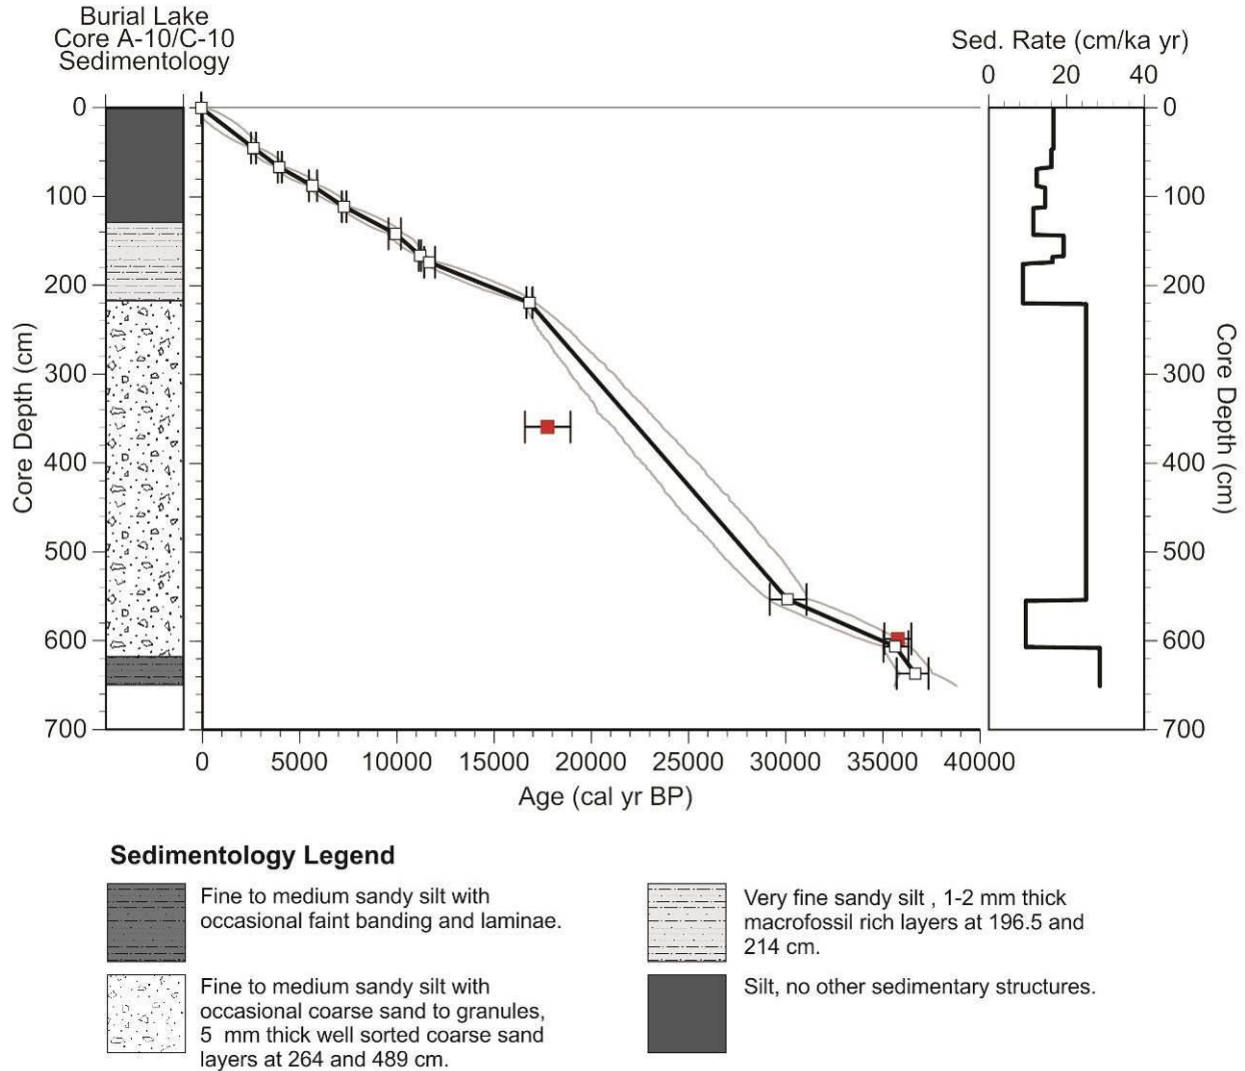 Burial Lake
Core A-10/C-10
Sedimentology
Sed. Rate (cm/ka yr)
0 20 40
0
100
200
300
400
500
600
700
Core Depth (cm)
0 5000 10000 15000 20000 25000 30000 35000 40000
Age (cal yr BP)
0
100
200
300
400
500
600
700
Core Depth (cm)
Sedimentology Legend
Fine to medium sandy silt with
occasional faint banding and laminae.
Fine to medium sandy silt with
occasional coarse sand to granules,
5 mm thick well sorted coarse sand
layers at 264 and 489 cm.
Very fine sandy silt , 1-2 mm thick
macrofossil rich layers at 196.5 and
214 cm.
Silt, no other sedimentary structures.